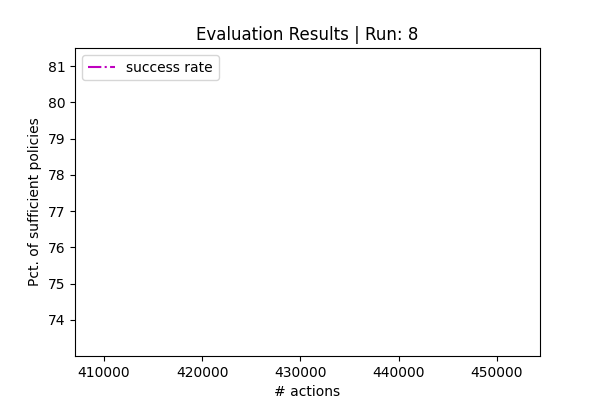 Evaluation Results | Run: 8
success rate
Pct. of sufficient policies
81
80
79
78
77
76
75
74
410000 420000 430000 440000 450000
# actions